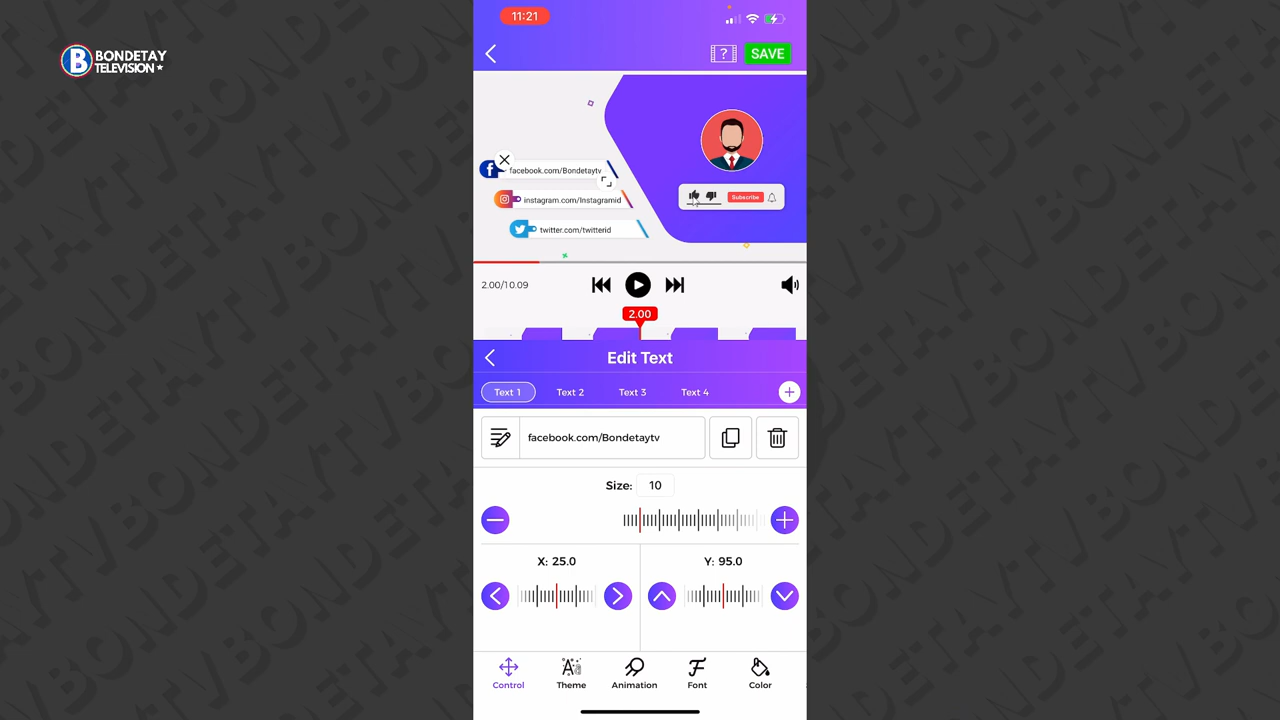 BONDETAY
TELEVISION
11:21
?
SAVE
facebook.com/Bondetaytv
instagram.com/Instagramid
twitter.com/twitterid
Subscribe
2.00/10.09
2.00
Edit Text
Text 1
Text 2
Text 3
Text 4
facebook.com/Bondetaytv
Size: 10
X: 25.0
Y: 95.0
Control
Theme
Animation
Font
Color